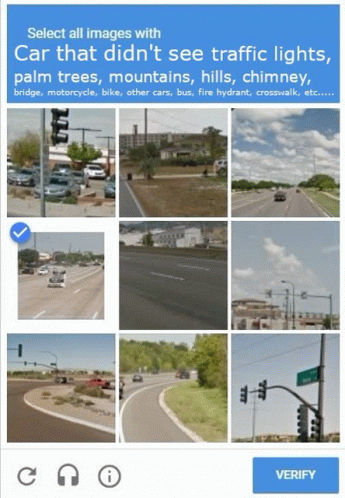 Select all images with
Car that didn't see traffic lights,
palm trees, mountains, hills, chimney,
bridge, motorcycle, bike, other cars, bus, fire hydrant, crosswalk, etc.....
VERIFY